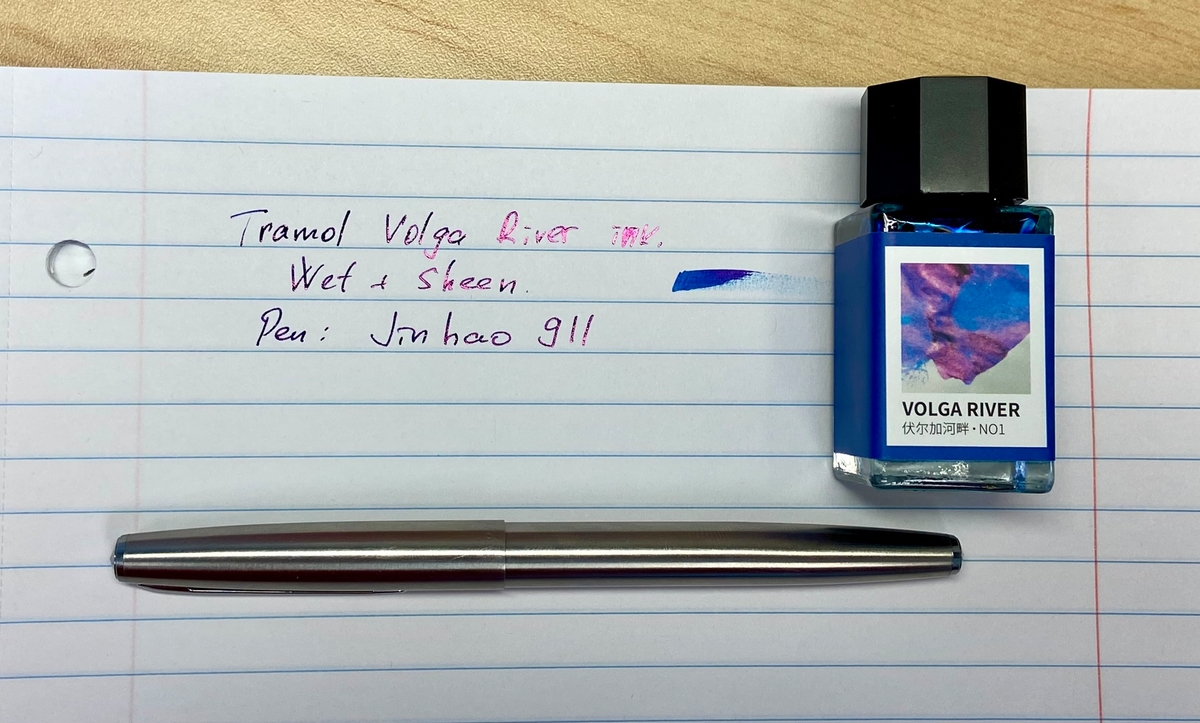 Tramol Volga River ink.
Wet + Sheen.
Pen: Jinhao 911
VOLGA RIVER
伏尔加河畔·NO1